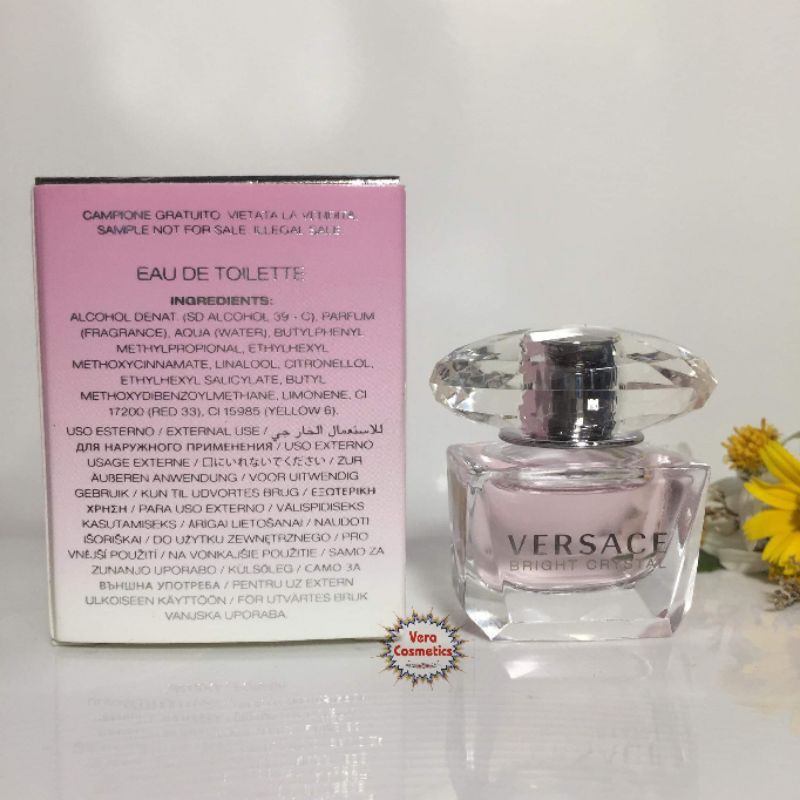 CAMPIONE GRATUITO. VIETATA LA VENDITA.
SAMPLE NOT FOR SALE. ILLEGAL SALE.
EAU DE TOILETTE
INGREDIENTS:
ALCOHOL DENAT. (SD ALCOHOL 39 - C), PARFUM
(FRAGRANCE), AQUA (WATER), BUTYLPHENYL
METHYLPROPIONAL, ETHYLHEXYL
METHOXYCINNAMATE, LINALOOL, CITRONELLOL,
ETHYLHEXYL SALICYLATE, BUTYL
METHOXYDIBENZOYLMETHANE, LIMONENE, CI
17200 (RED 33), CI 15985 (YELLOW 6).
USO ESTERNO / EXTERNAL USE / للاستعمال الخارجي /
ДЛЯ НАРУЖНОГО ПРИМЕНЕНИЯ / USO EXTERNO
USAGE EXTERNE / 口にいれないでください / ZUR
ÄUßEREN ANWENDUNG / VOOR UITWENDIG
GEBRUIK / KUN TIL UDVORTES BRUG / ΕΞΩΤΕΡΙΚΗ
ΧΡΗΣΗ / PARA USO EXTERNO / VÄLISPIDISEKS
KASUTAMISEKS / ĀRĪGAI LIETOŠANAI / NAUDOTI
IŠORIŠKAI / DO UŻYTKU ZEWNĘTRZNEGO / PRO
VNĚJŠÍ POUŽITÍ / NA VONKAJŠIE POUŽITIE / SAMO ZA
ZUNANJO UPORABO / KÜLSŐLEG / САМО ЗА
ВЪНШНА УПОТРЕБА / PENTRU UZ EXTERN
ULKOISEEN KÄYTTÖÖN / FÖR UTVÄRTES BRUK
VANJSKA UPORABA.
VERSACE
BRIGHT CRYSTAL
Vera
Cosmetics